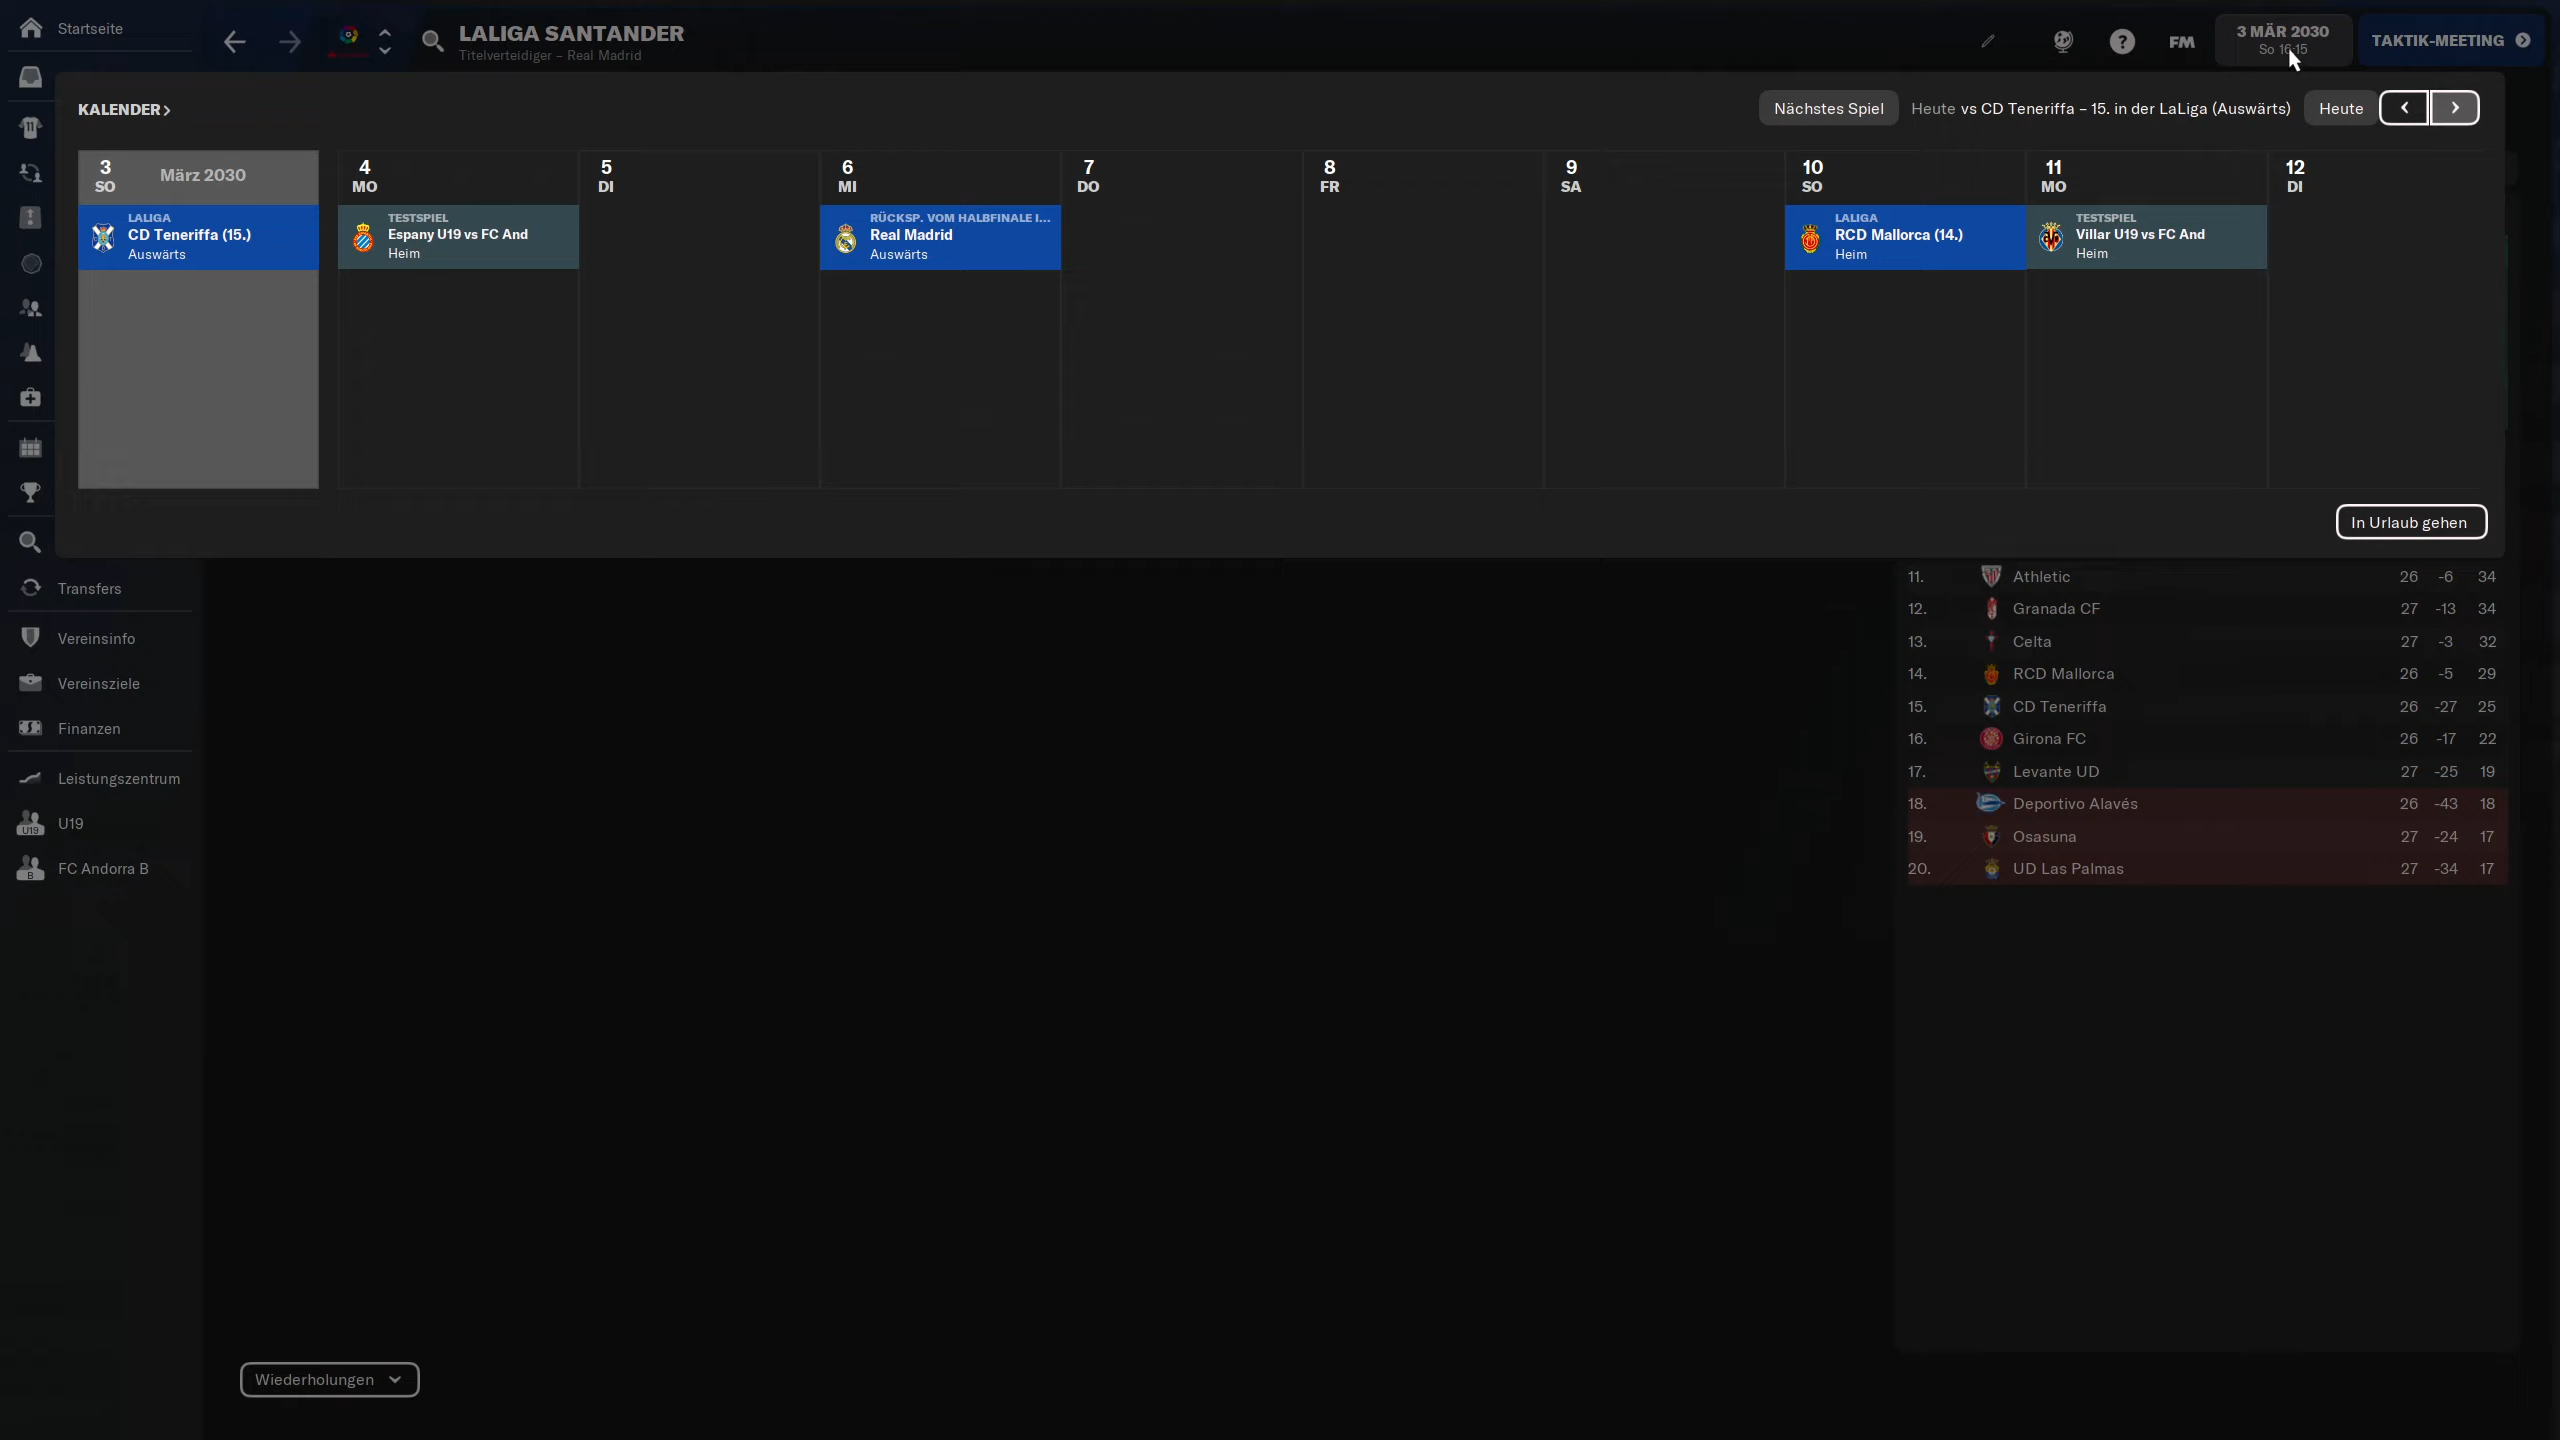 Startseite
LALIGA SANTANDER
Titelverteidiger – Real Madrid
FM
3 MÄR 2030
So 16:15
TAKTIK-MEETING
KALENDER
Nächstes Spiel
Heute vs CD Teneriffa – 15. in der LaLiga (Auswärts)
Heute
3 SO März 2030
4 MO
5 DI
6 MI
7 DO
8 FR
9 SA
10 SO
11 MO
12 DI
LALIGA
CD Teneriffa (15.)
Auswärts
TESTSPIEL
Espany U19 vs FC And
Heim
RÜCKSP. VOM HALBFINALE I...
Real Madrid
Auswärts
LALIGA
RCD Mallorca (14.)
Heim
TESTSPIEL
Villar U19 vs FC And
Heim
In Urlaub gehen
Transfers
Vereinsinfo
Vereinsziele
Finanzen
Leistungszentrum
U19 U19
B FC Andorra B
11. Athletic 26 -6 34
12. Granada CF 27 -13 34
13. Celta 27 -3 32
14. RCD Mallorca 26 -5 29
15. CD Teneriffa 26 -27 25
16. Girona FC 26 -17 22
17. Levante UD 27 -25 19
18. Deportivo Alavés 26 -43 18
19. Osasuna 27 -24 17
20. UD Las Palmas 27 -34 17
Wiederholungen